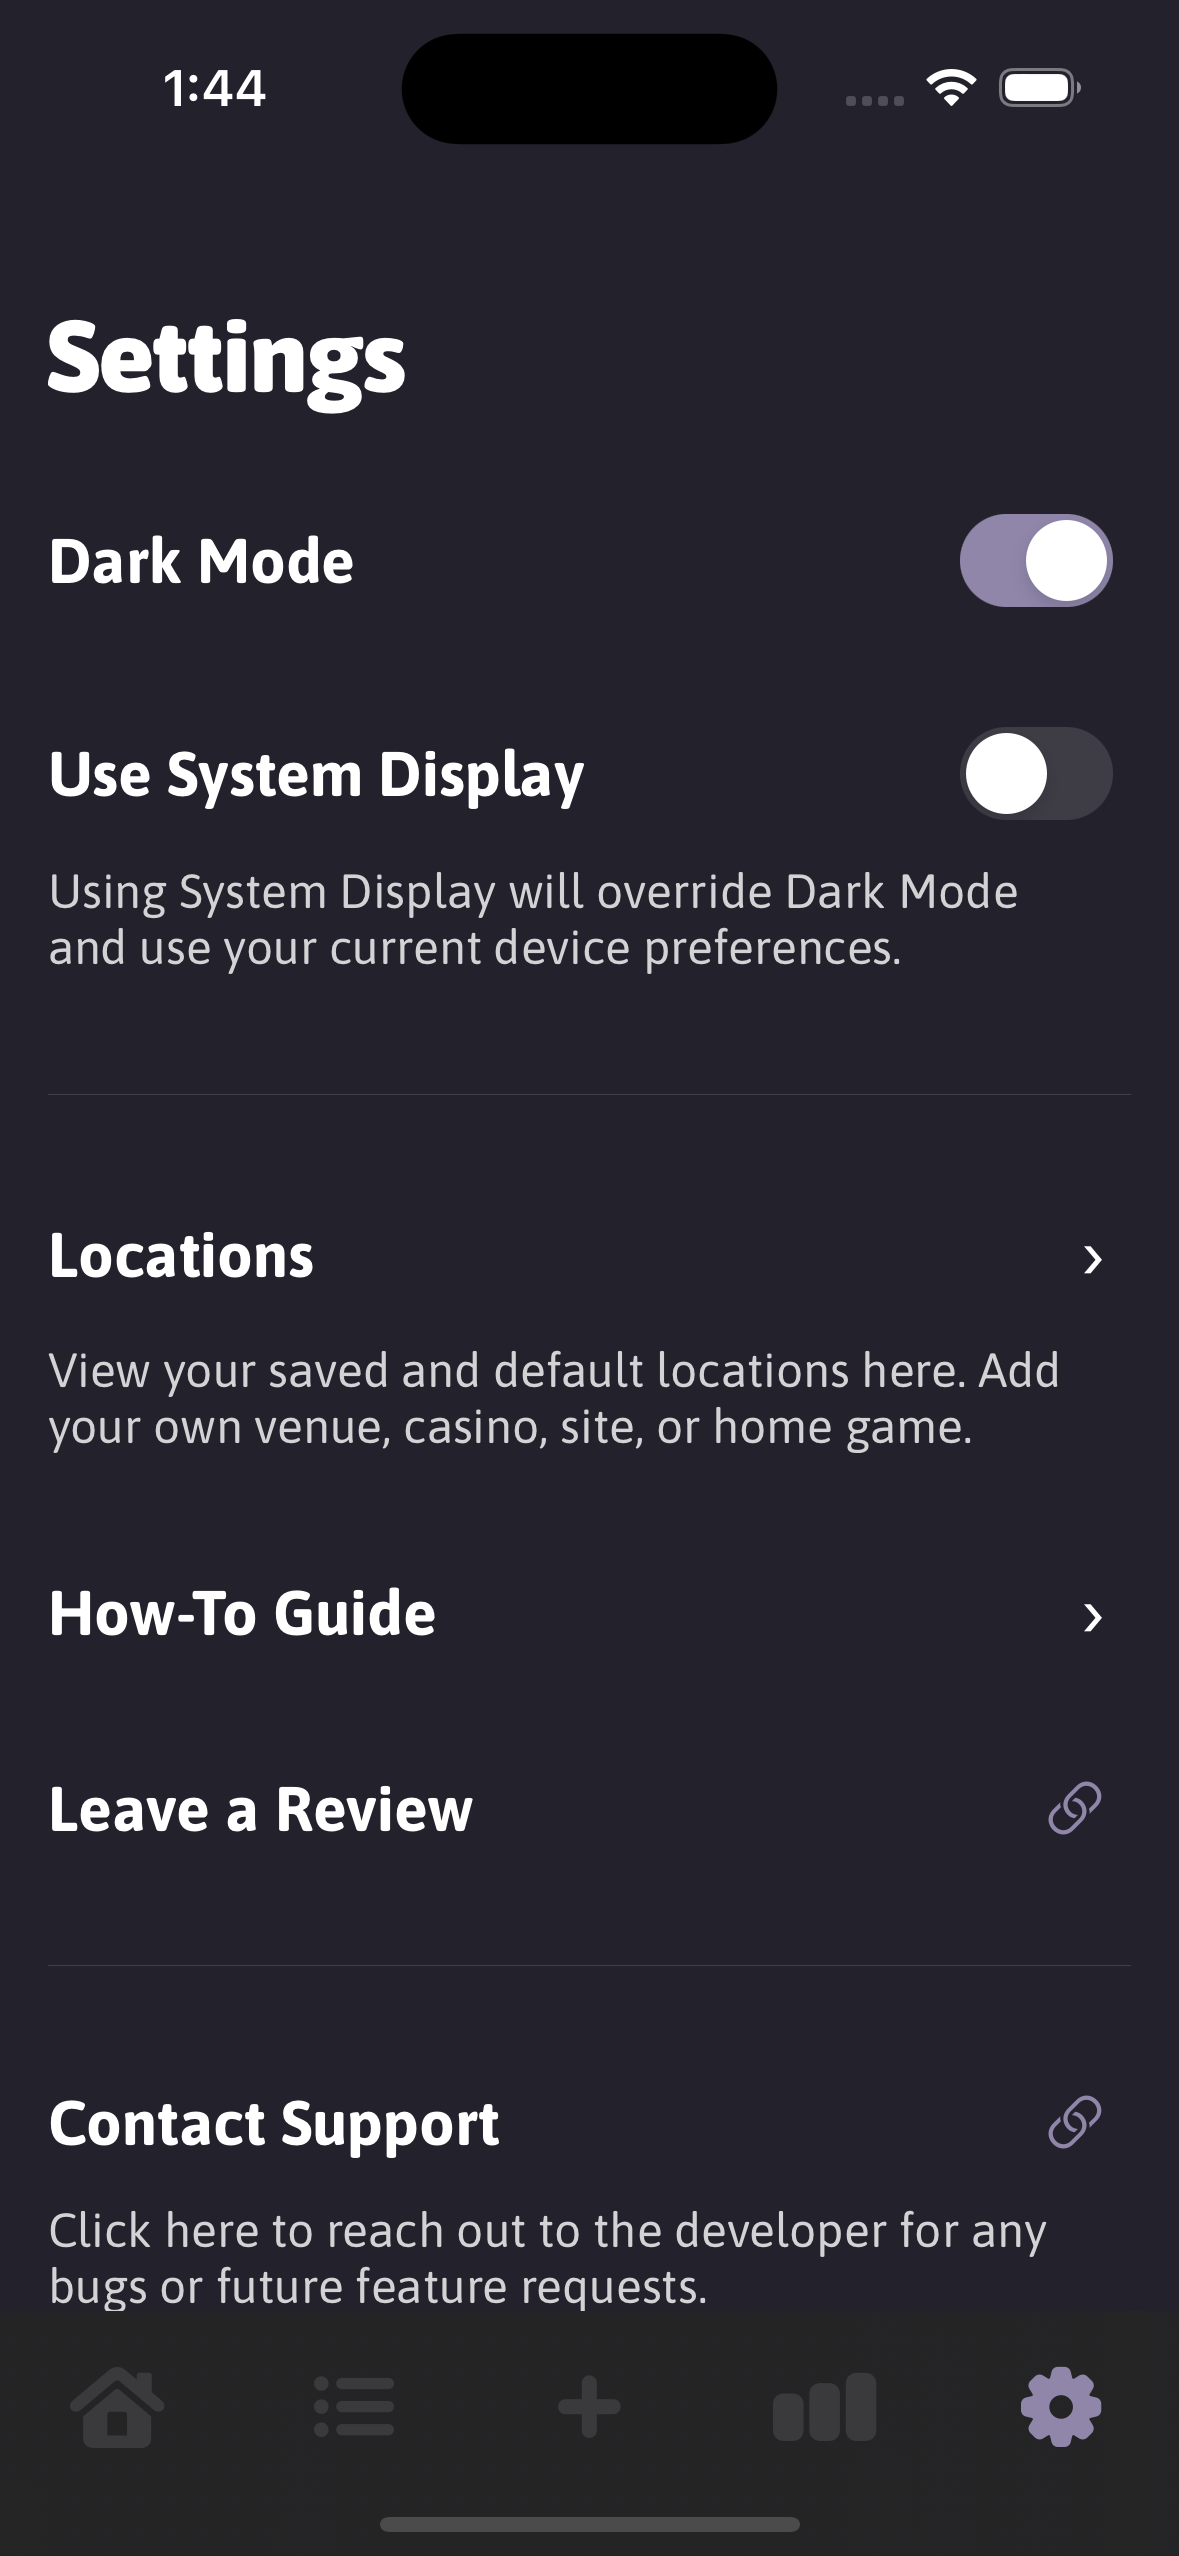 1:44
Settings
Dark Mode
Use System Display
Using System Display will override Dark Mode
and use your current device preferences.
Locations
View your saved and default locations here. Add
your own venue, casino, site, or home game.
How-To Guide
Leave a Review
Contact Support
Click here to reach out to the developer for any
bugs or future feature requests.